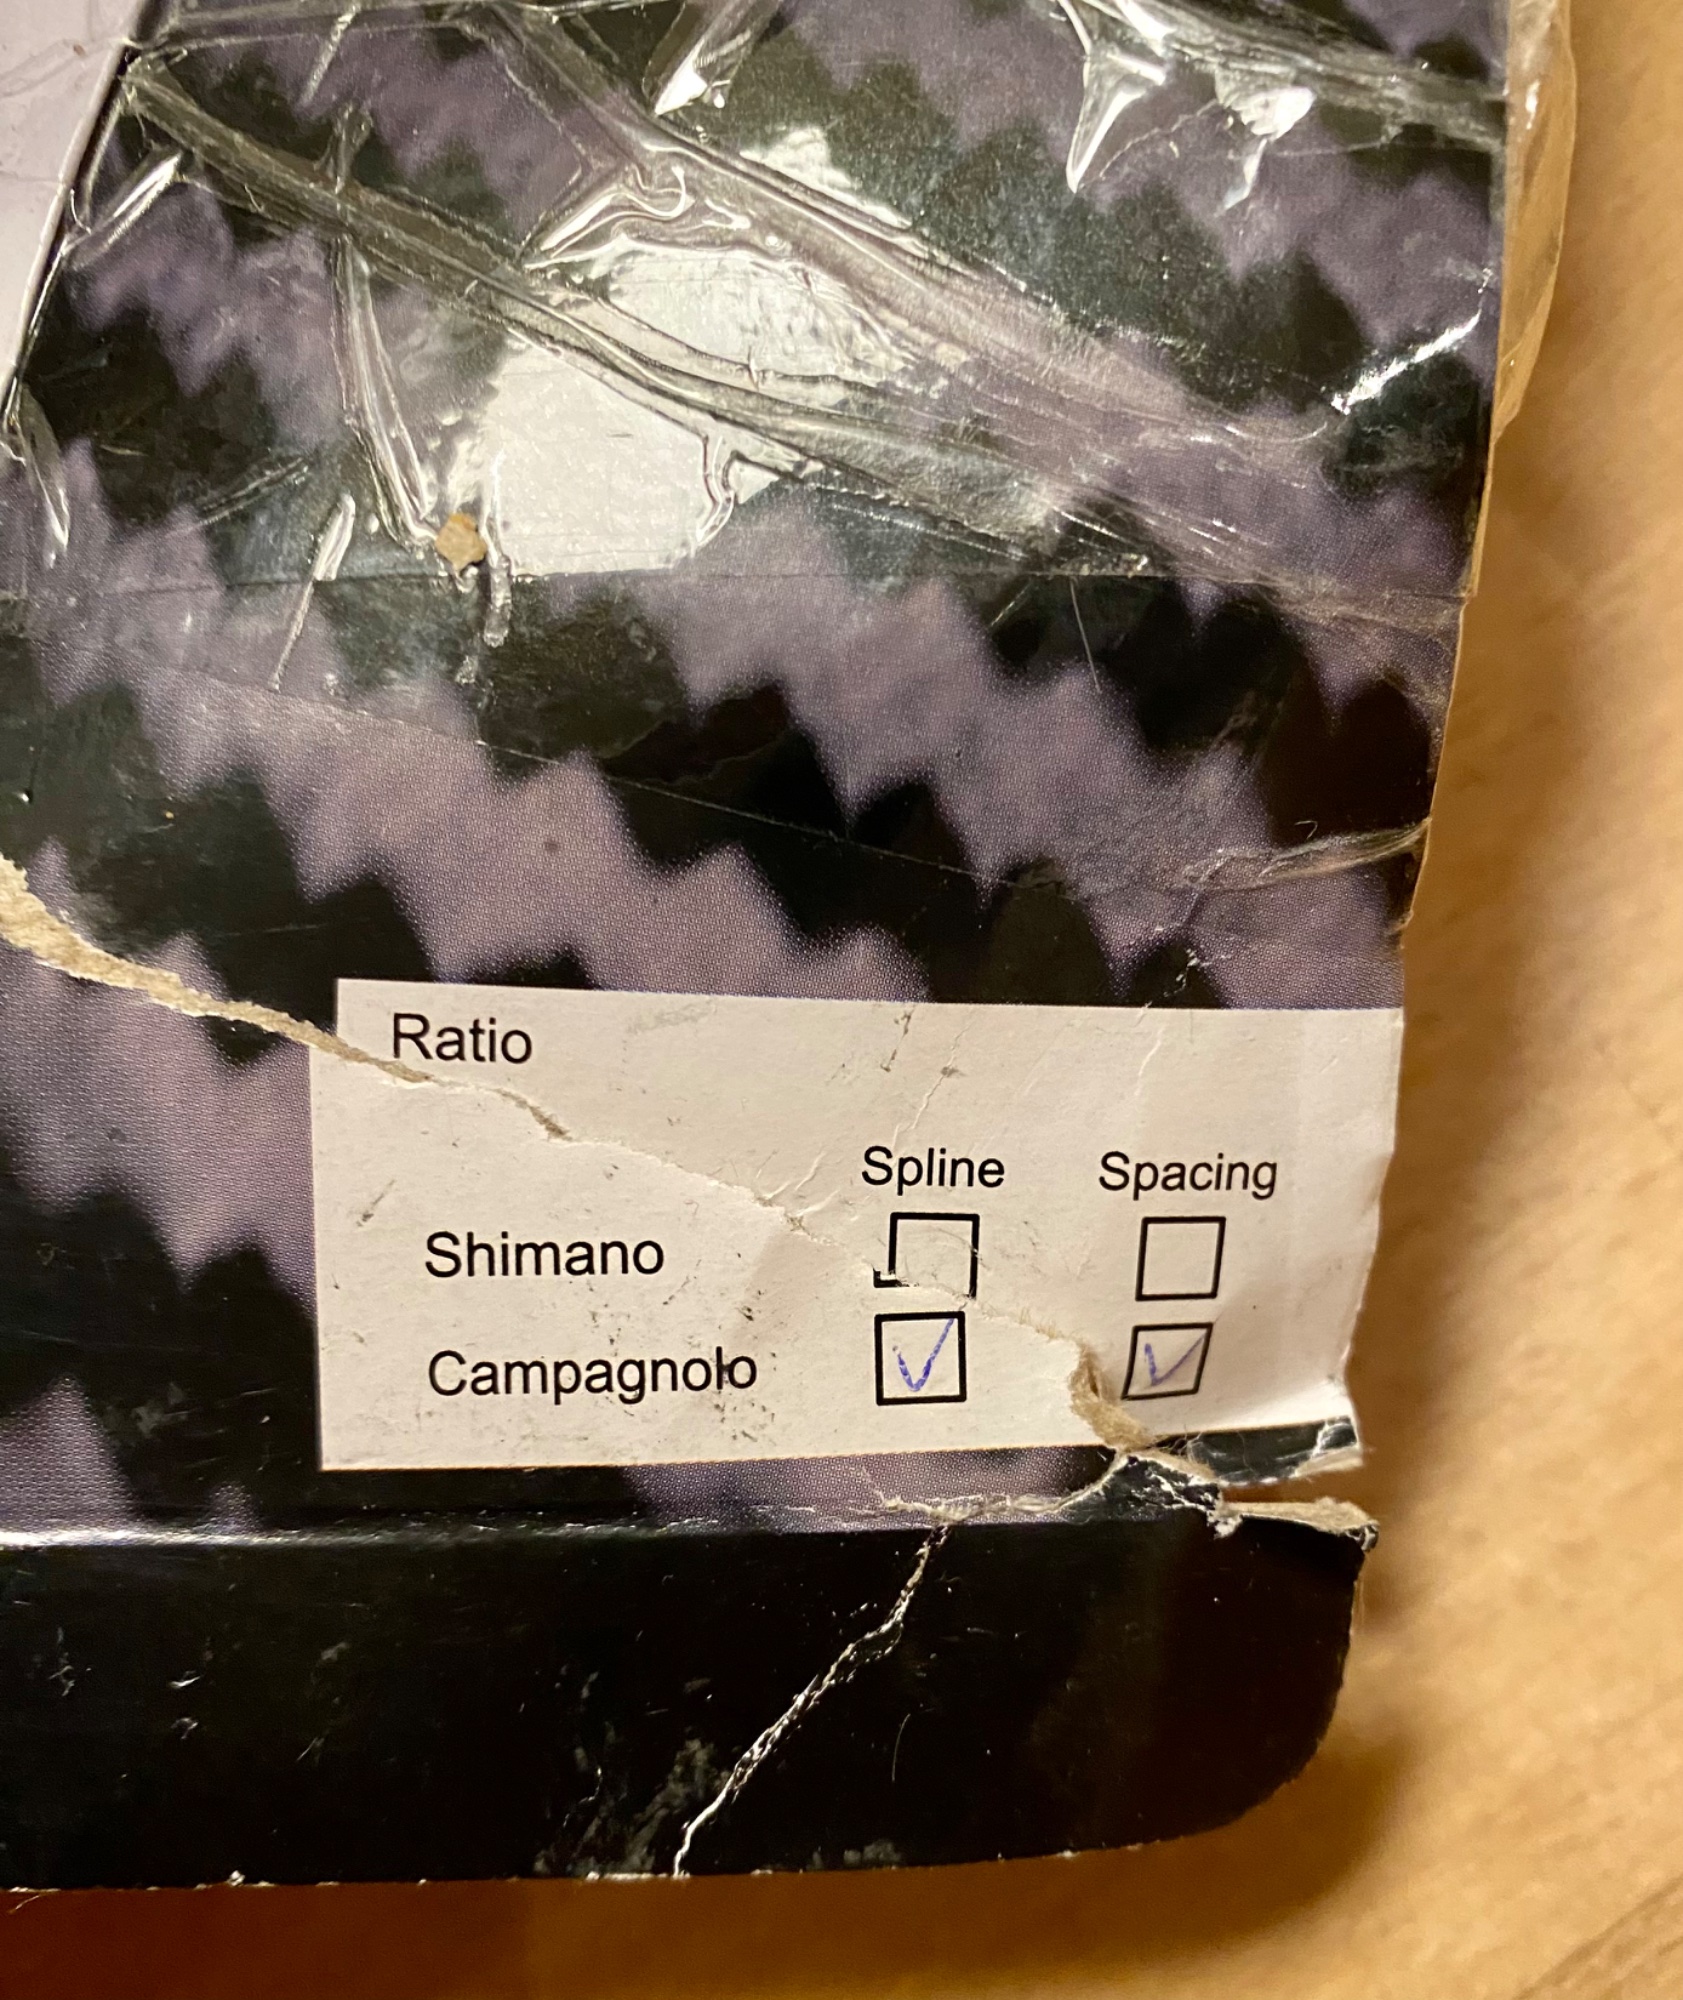 Ratio
Spline Spacing
Shimano
Campagnolo